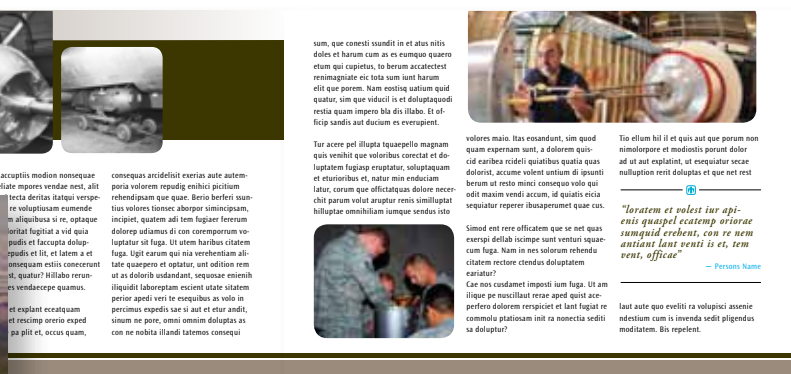 accuptiis modion nonsequae
eliate mpores vendae nest, alit
tecta deritas itatqui verspe-
re voluptisum eumende
m aliquibusa si re, optaque
loritat fugitiat a vid quia
pudis et faccupta dolup-
epudis et lit, et latem a et
onsequam estiis conecerunt
st, quatur? Hillabo rerun-
es vendaecepe quamus.
et explant eceatquam
et rescimp orerio exped
pa plit et, occus quam,
consequas arcidelisit exerias aute autem-
poria volorem repudig enihici picitium
rehendipsam que quae. Berio berferi ssun-
tius volores tionsec aborpor simincipsam,
incipiet, quatem adi tem fugiaer fererum
dolorep udiamus di con coremporum vo-
luptatur sit fuga. Ut utem haribus citatem
fuga. Ugit earum qui nia verehentiam ali-
tate quaepero et optatur, unt odition rem
ut as dolorib usdandant, sequosae enienih
iliquidit laboreptam escient utate sitatem
perior apedi veri te esequibus as volo in
percimus expedis sae si aut et etur andit,
sinum ne pore, omni omnim doluptas as
con ne nobita illandi tatemos consequi
sum, que conesti ssundit in et atus nitis
doles et harum cum as es eumquo quaero
etum qui cupietus, to berum accatectest
renimagniate eic tota sum iunt harum
elit que porem. Nam eostisq uatium quid
quatur, sim que viducil is et doluptaquodi
restia quam impero bla dis illabo. Et of-
ficip sandis aut ducium es everupient.
Tur acere pel illupta tquaepello magnam
quis venihit que voloribus corectat et do-
luptatem fugiasp eruptatur, soluptaquam
et eturioribus et, natur min enduciam
latur, corum que offictatquas dolore necer-
chit parum volut aruptur renis similluptat
hilluptae omnihiliam iumque sendus isto
volores maio. Itas eosandunt, sim quod
quam expernam sunt, a dolorem quis-
cid earibea rcideli quiatibus quatia quas
dolorist, accume volent untium di ipsunti
berum ut resto minci consequo volo qui
odit maxim vendi accum, id quiatis eicia
sequiatur reperer ibusaperumet quae cus.
Simod ent rere officatem que se net quas
exerspi dellab iscimpe sunt venturi squae-
cum fuga. Nam in nes solorum rehendu
citatem rectore ctendus doluptatem
eariatur?
Cae nos cusdamet imposti ium fuga. Ut am
ilique pe nuscillaut rerae aped quist ace-
perfero dolorem rerspiciet et lant fugiat re
commolu ptatiosam init ra nonectia sediti
sa doluptur?
Tio ellum hil il et quis aut que porum non
nimolorpore et modiostis porunt dolor
ad ut aut explatint, ut esequiatur secae
nulluption rerit doluptas et que net rest
"loratem et volest iur api-
enis quaspel ecatemp oriorae
sumquid erehent, con re nem
antiant lant venti is et, tem
vent, officae"
— Persons Name
laut aute quo eveliti ra volupisci assenie
ndestium cum is invenda sedit pligendus
moditatem. Bis repelent.